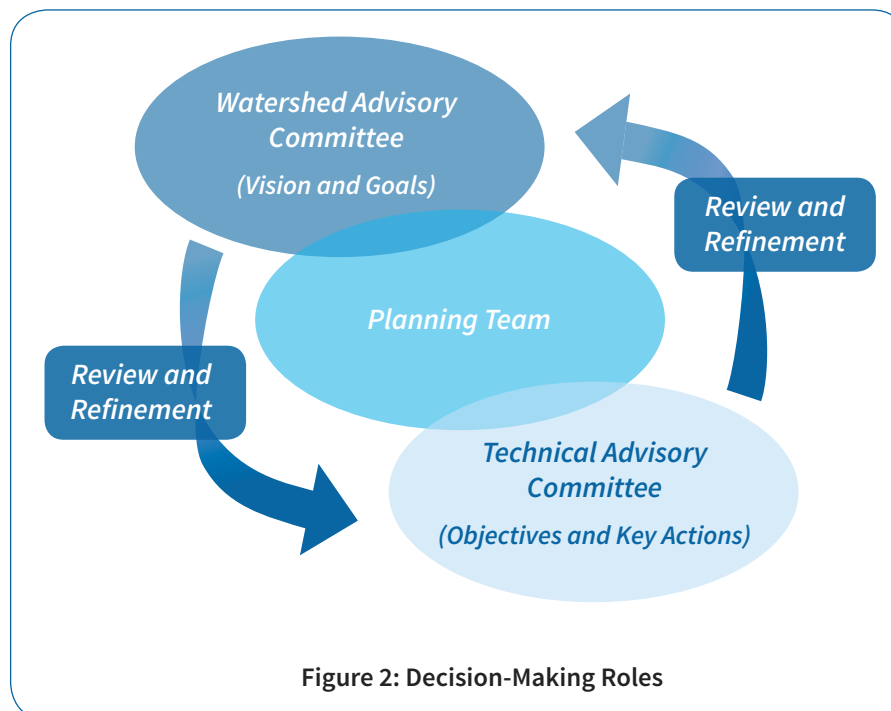 Watershed Advisory
Committee
(Vision and Goals)
Review and
Refinement
Planning Team
Review and
Refinement
Technical Advisory
Committee
(Objectives and Key Actions)
Figure 2: Decision-Making Roles